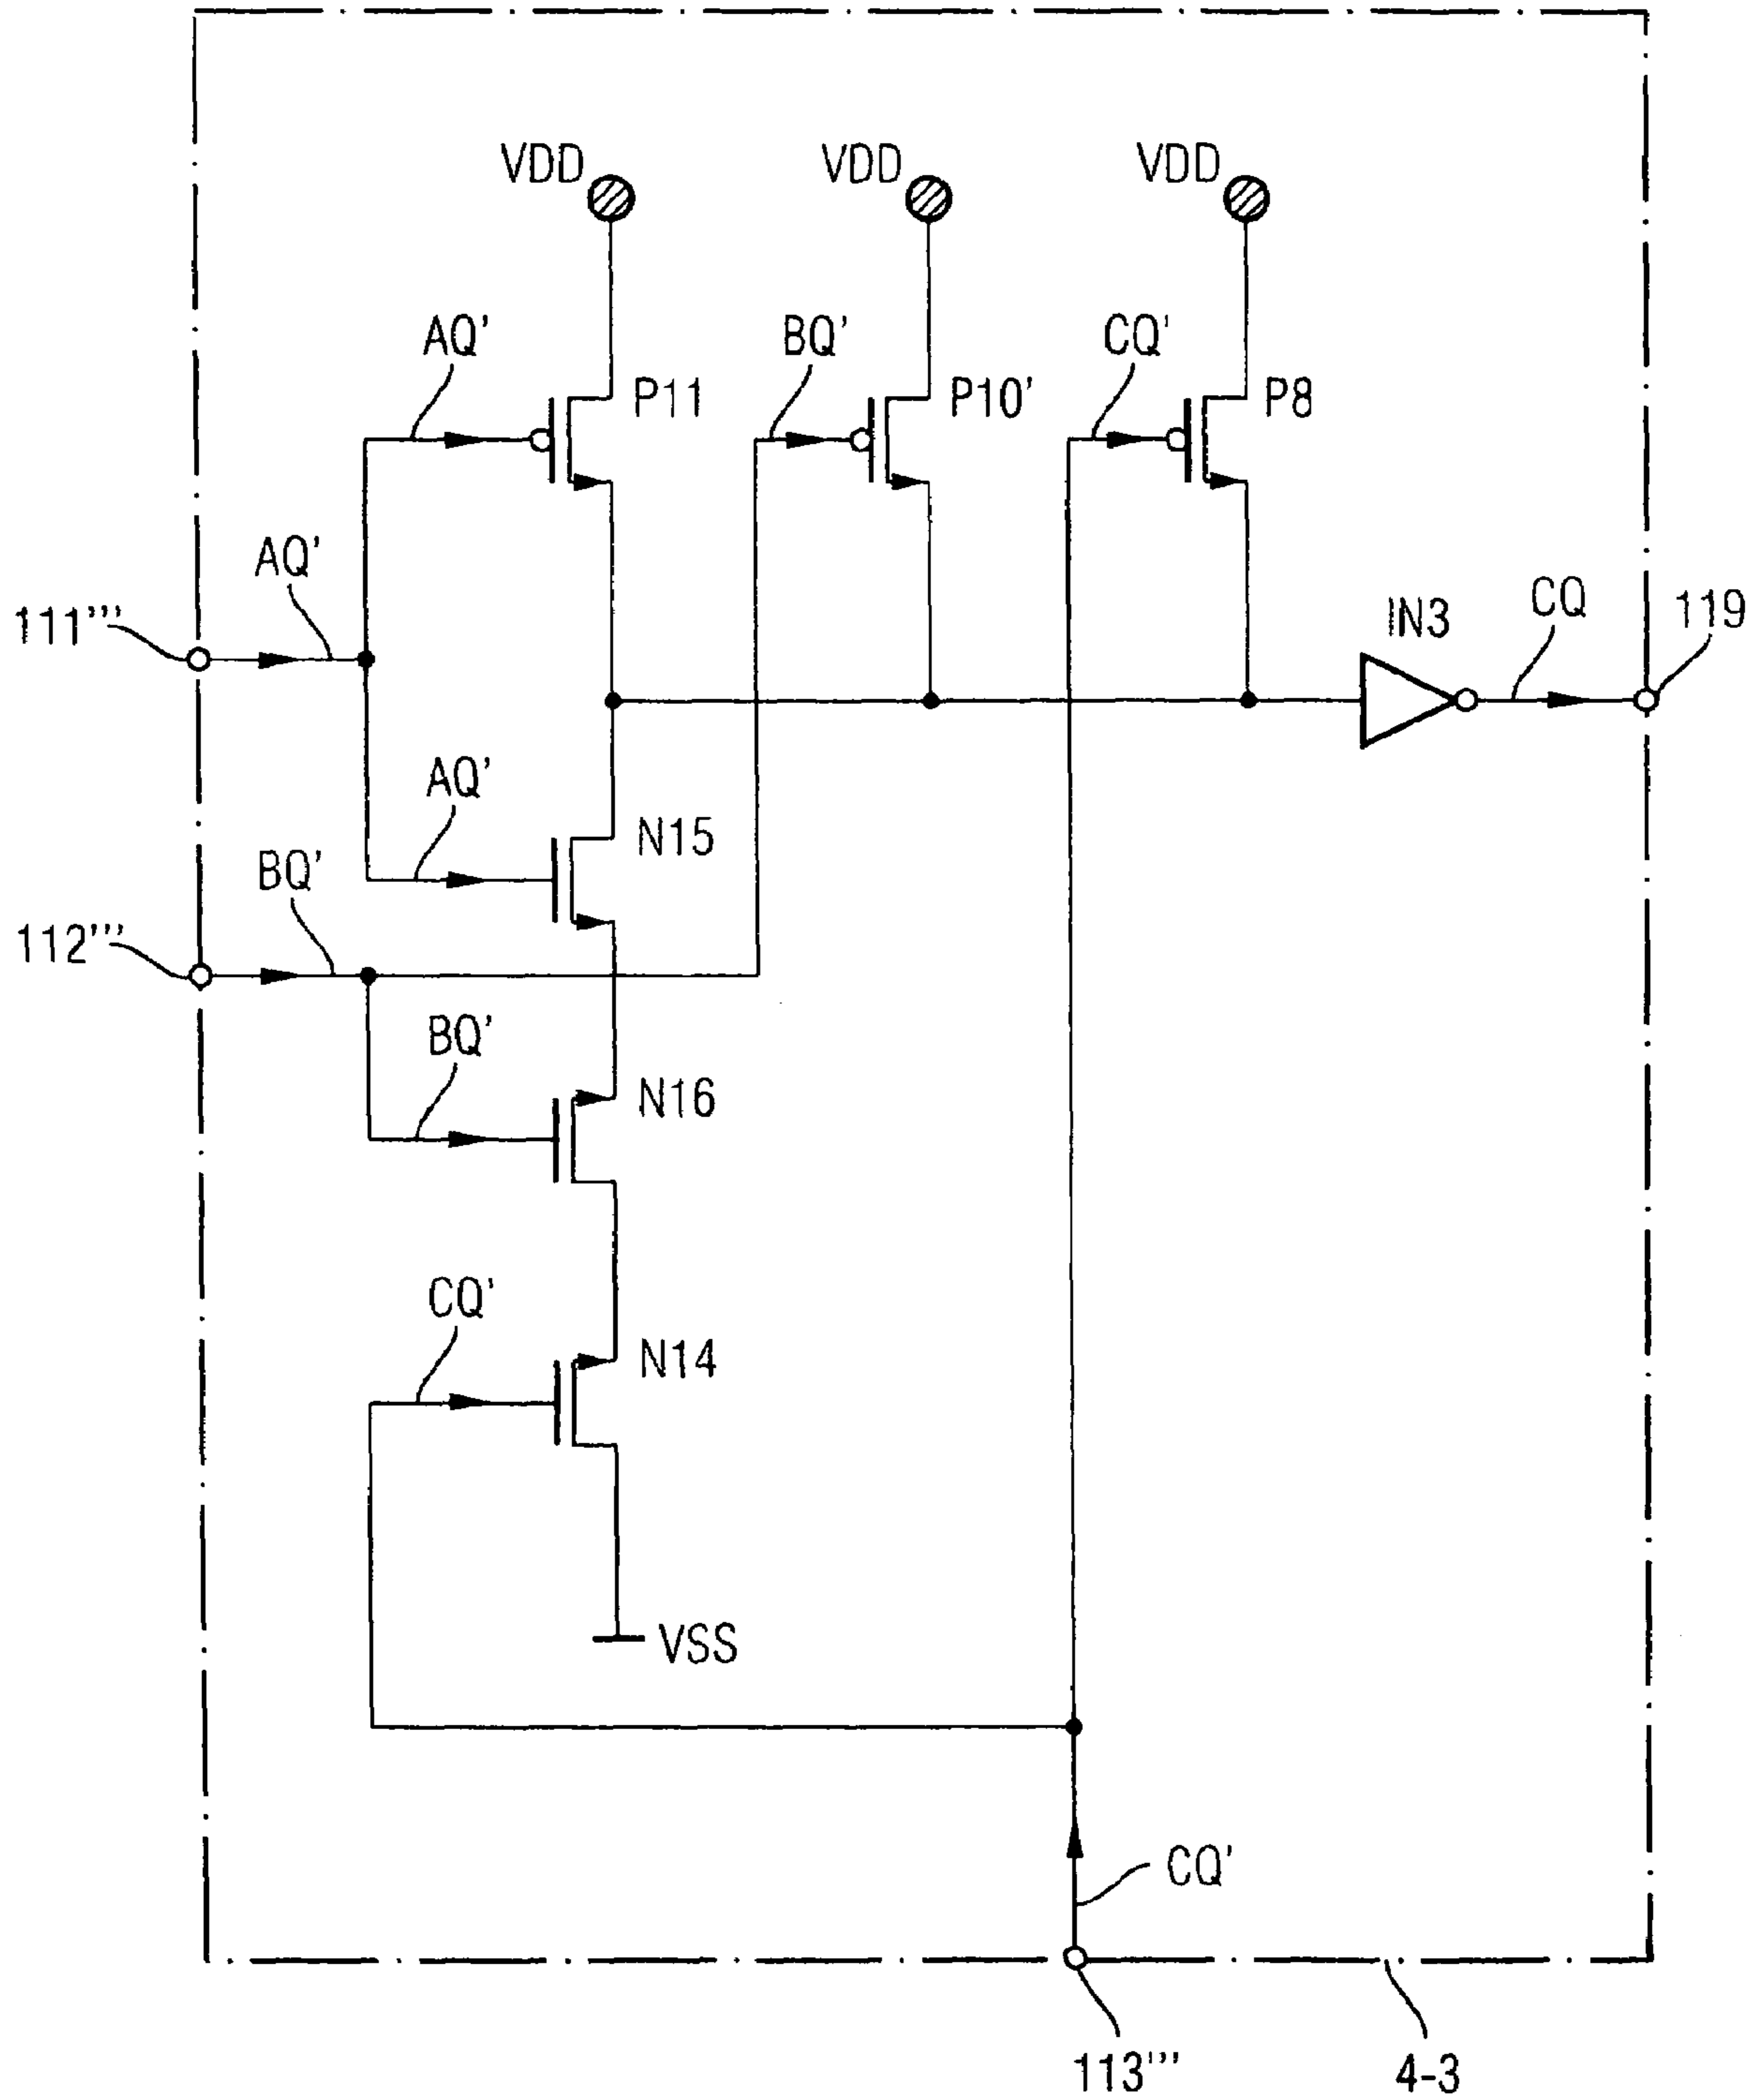 VDD VDD VDD
AQ' BQ' CQ'
P11 P10' P8
AQ'
111''' IN3 CQ 119
AQ' N15
BQ'
112'''
BQ' N16
CQ' N14
VSS
CQ'
113''' 4-3